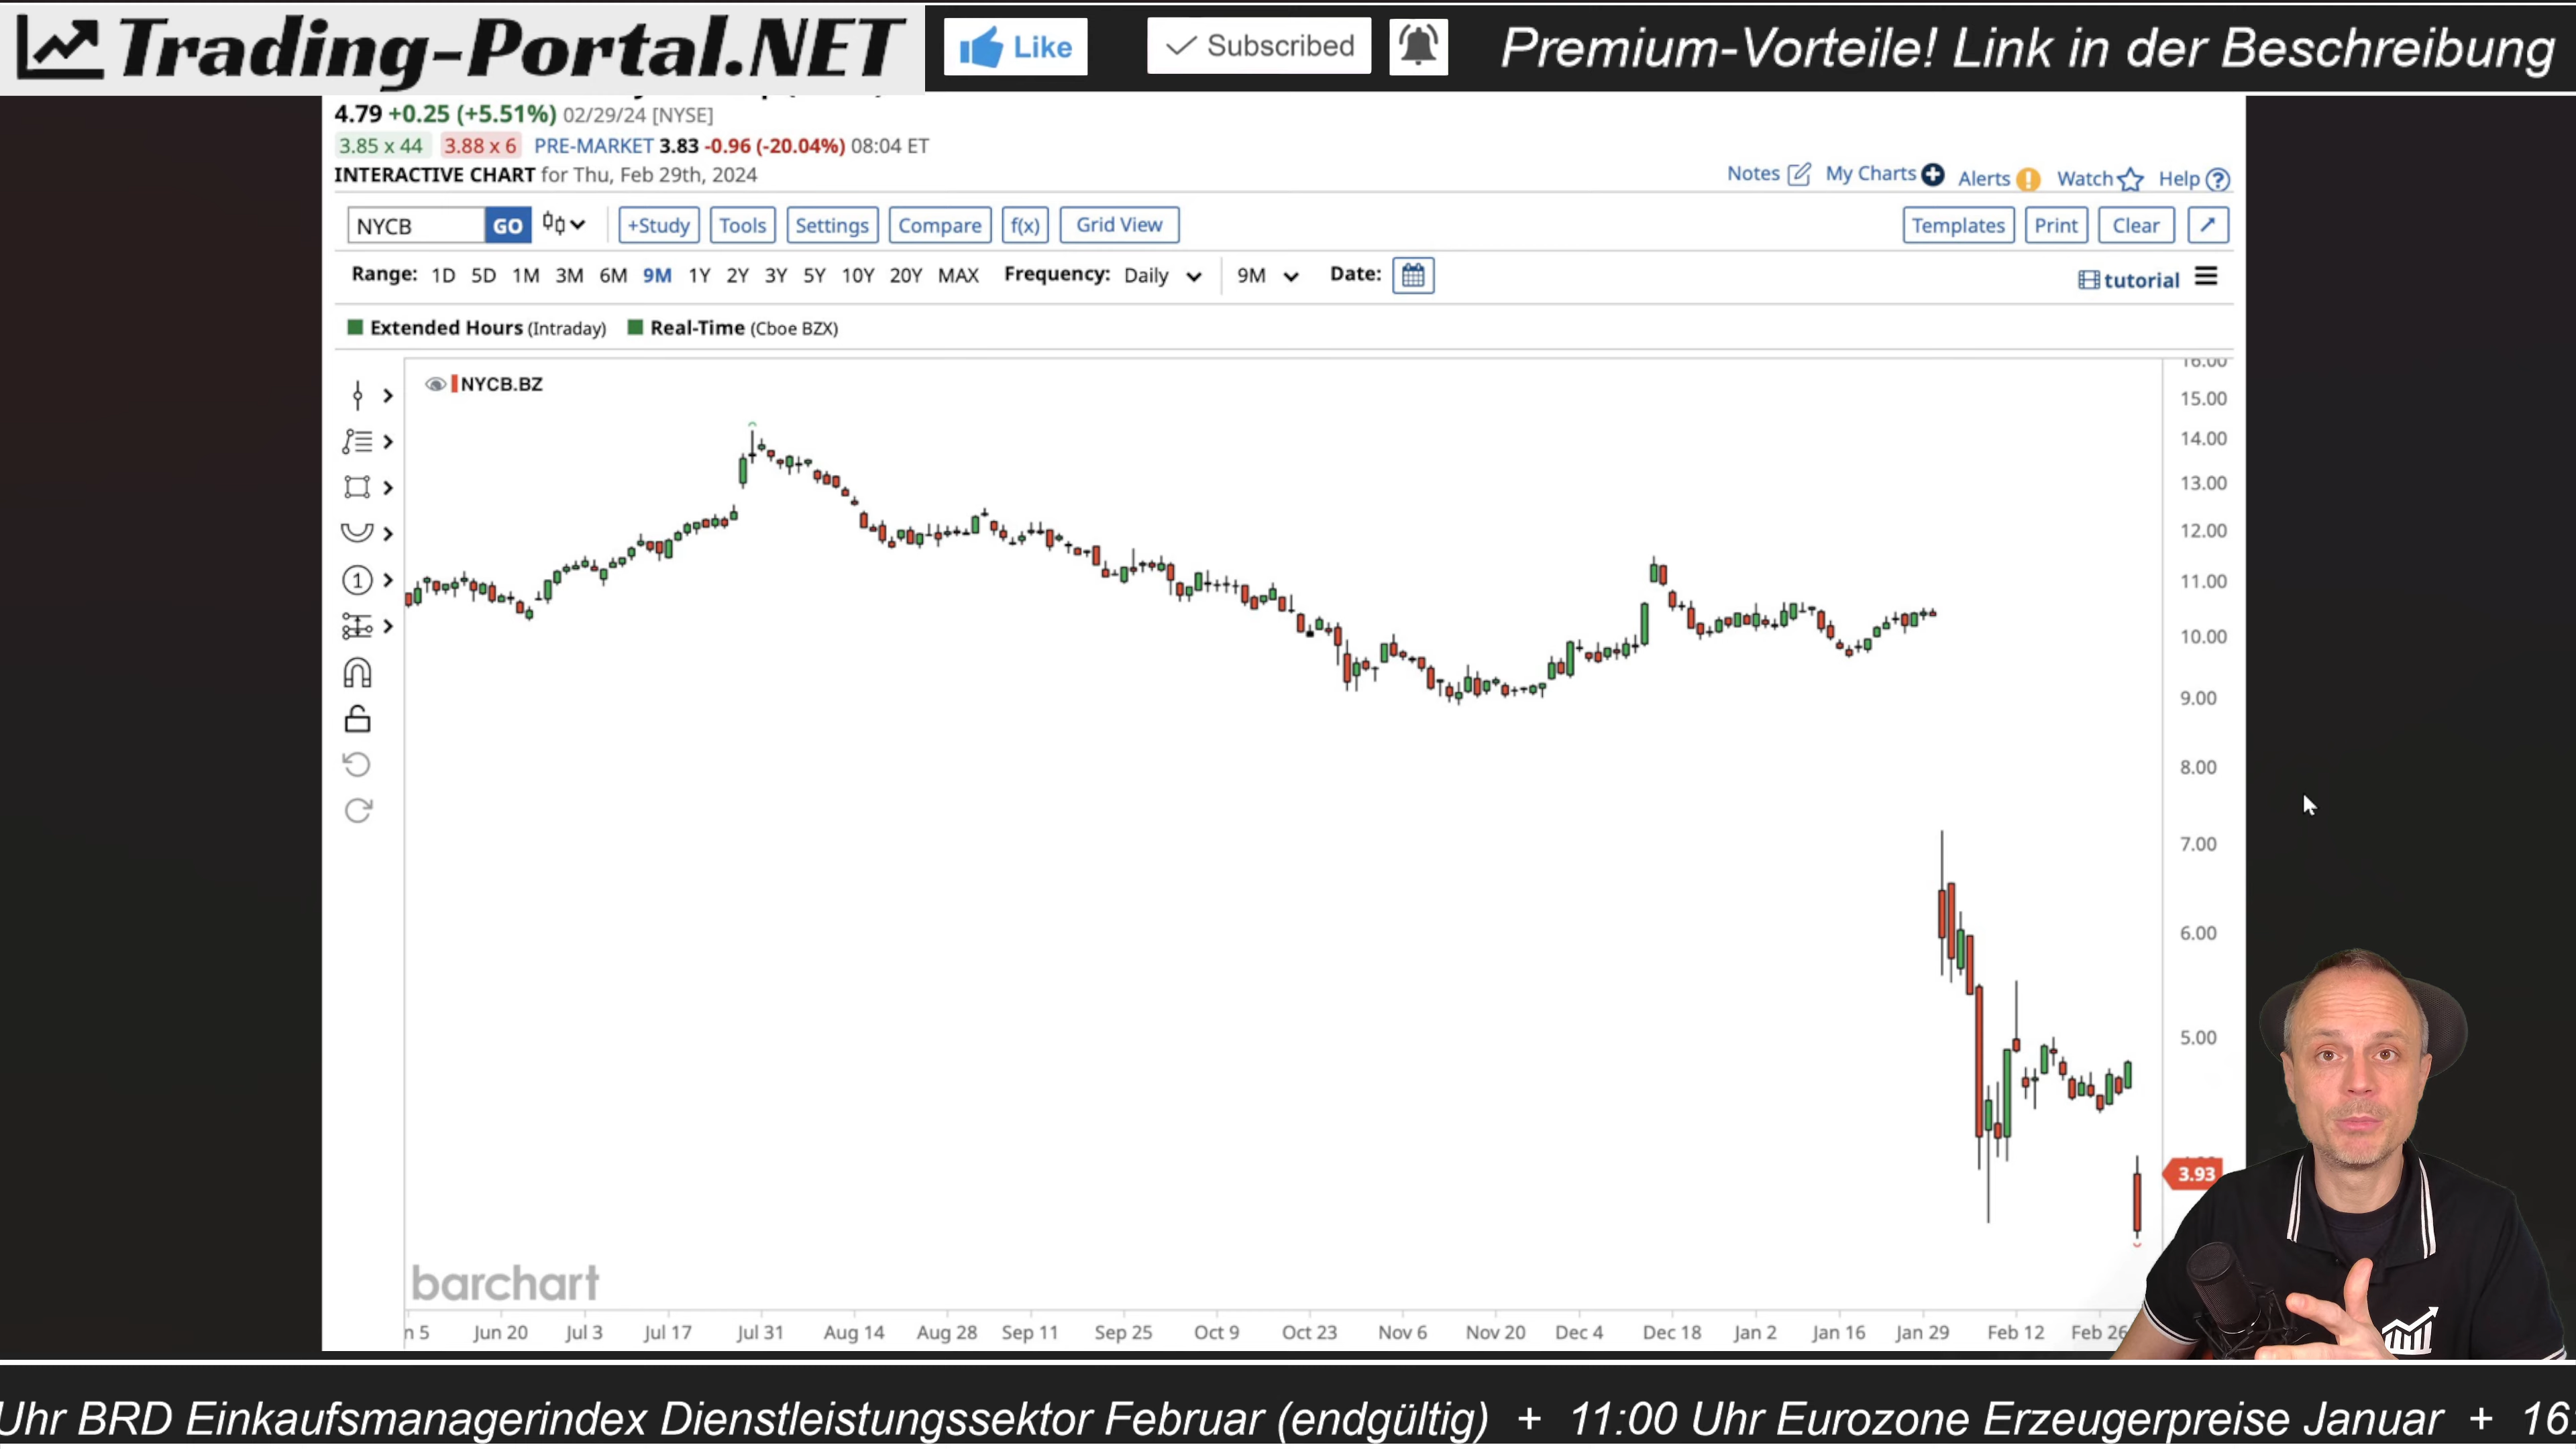 Trading-Portal.NET
Like
Subscribed
Premium-Vorteile! Link in der Beschreibung
4.79 +0.25 (+5.51%) 02/29/24 [NYSE]
3.85 x 44 3.88 x 6 PRE-MARKET 3.83 -0.96 (-20.04%) 08:04 ET
INTERACTIVE CHART for Thu, Feb 29th, 2024
Notes My Charts Alerts Watch Help
NYCB GO +Study Tools Settings Compare f(x) Grid View Templates Print Clear
Range: 1D 5D 1M 3M 6M 9M 1Y 2Y 3Y 5Y 10Y 20Y MAX Frequency: Daily 9M Date: tutorial
Extended Hours (Intraday) Real-Time (Cboe BZX)
NYCB.BZ
16.00
15.00
14.00
13.00
12.00
11.00
10.00
9.00
8.00
7.00
6.00
5.00
3.93
1
barchart
n 5 Jun 20 Jul 3 Jul 17 Jul 31 Aug 14 Aug 28 Sep 11 Sep 25 Oct 9 Oct 23 Nov 6 Nov 20 Dec 4 Dec 18 Jan 2 Jan 16 Jan 29 Feb 12 Feb 26
Uhr BRD Einkaufsmanagerindex Dienstleistungssektor Februar (endgültig) + 11:00 Uhr Eurozone Erzeugerpreise Januar + 16